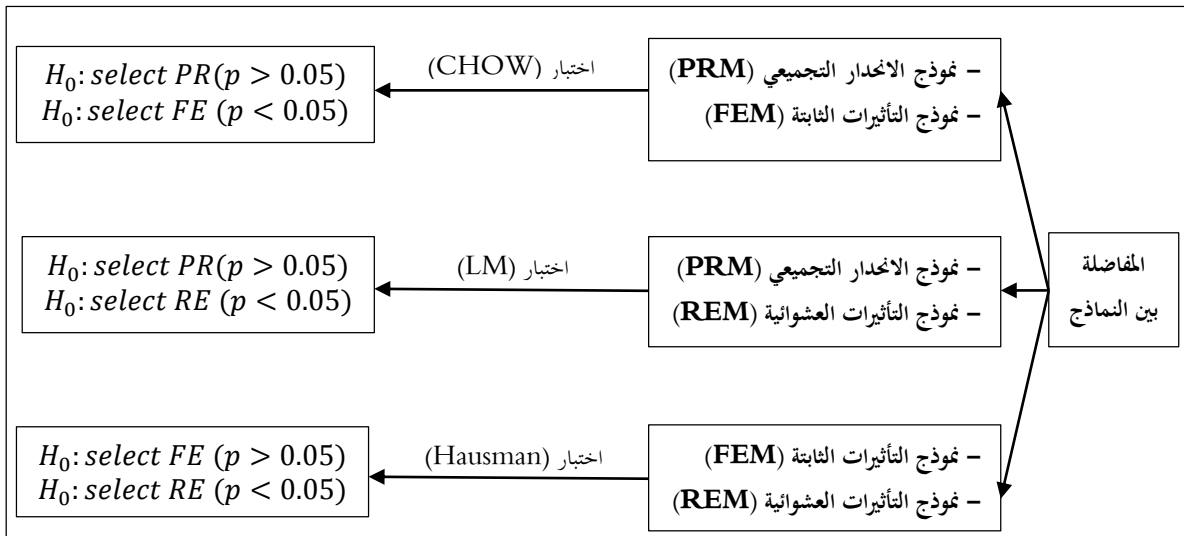 المفاضلة
بين النماذج
– نموذج الانحدار التجميعي (PRM)
– نموذج التأثيرات الثابتة (FEM)
اختبار (CHOW)
H₀: select PR(p > 0.05)
H₀: select FE (p < 0.05)
– نموذج الانحدار التجميعي (PRM)
– نموذج التأثيرات العشوائية (REM)
اختبار (LM)
H₀: select PR(p > 0.05)
H₀: select RE (p < 0.05)
– نموذج التأثيرات الثابتة (FEM)
– نموذج التأثيرات العشوائية (REM)
اختبار (Hausman)
H₀: select FE (p > 0.05)
H₀: select RE (p < 0.05)